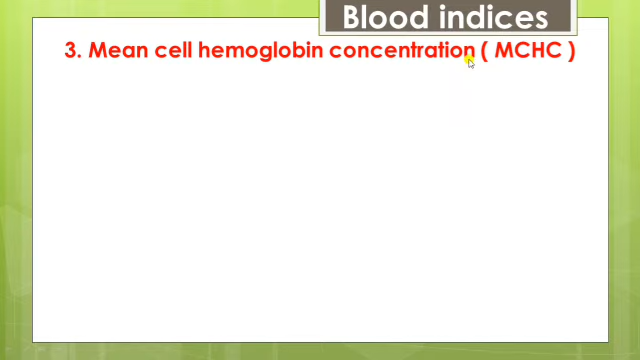 Blood indices
3. Mean cell hemoglobin concentration ( MCHC )